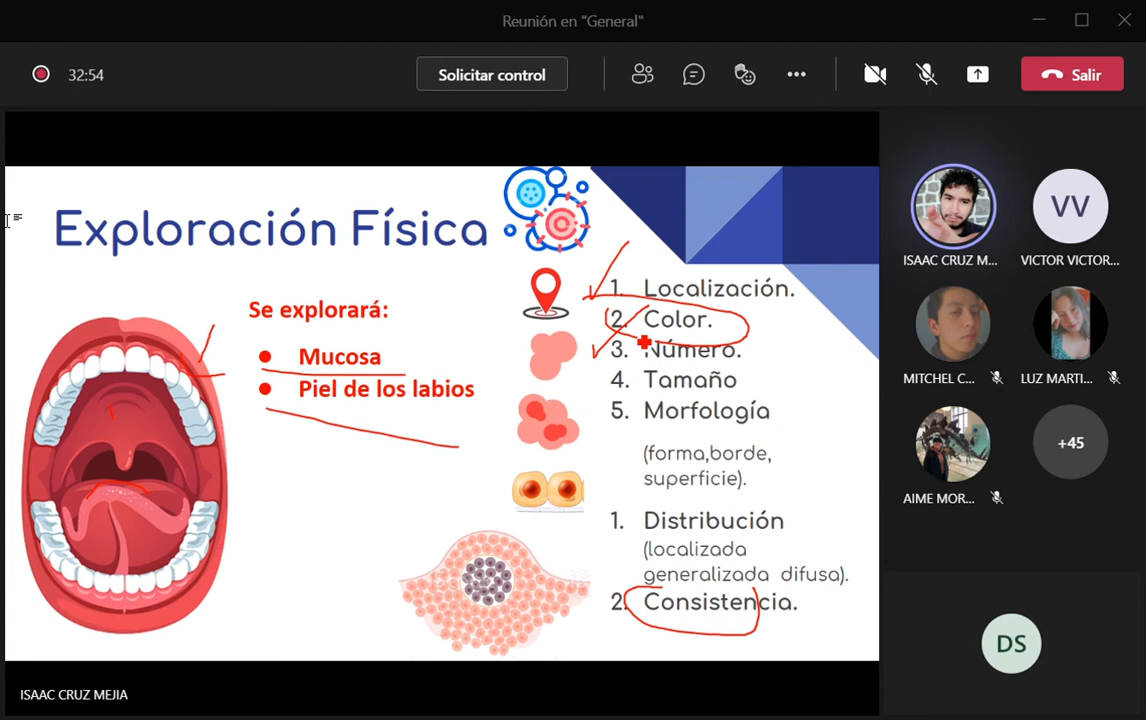 Reunión en "General"
32:54
Solicitar control
Salir
Exploración Física
Se explorará:
● Mucosa
● Piel de los labios
1. Localización.
2. Color.
3. Número.
4. Tamaño
5. Morfología
(forma,borde,
superficie).
1. Distribución
(localizada
generalizada difusa).
2. Consistencia.
ISAAC CRUZ MEJIA
ISAAC CRUZ M...
VV
VICTOR VICTOR...
MITCHEL C...
LUZ MARTI...
AIME MOR...
+45
DS